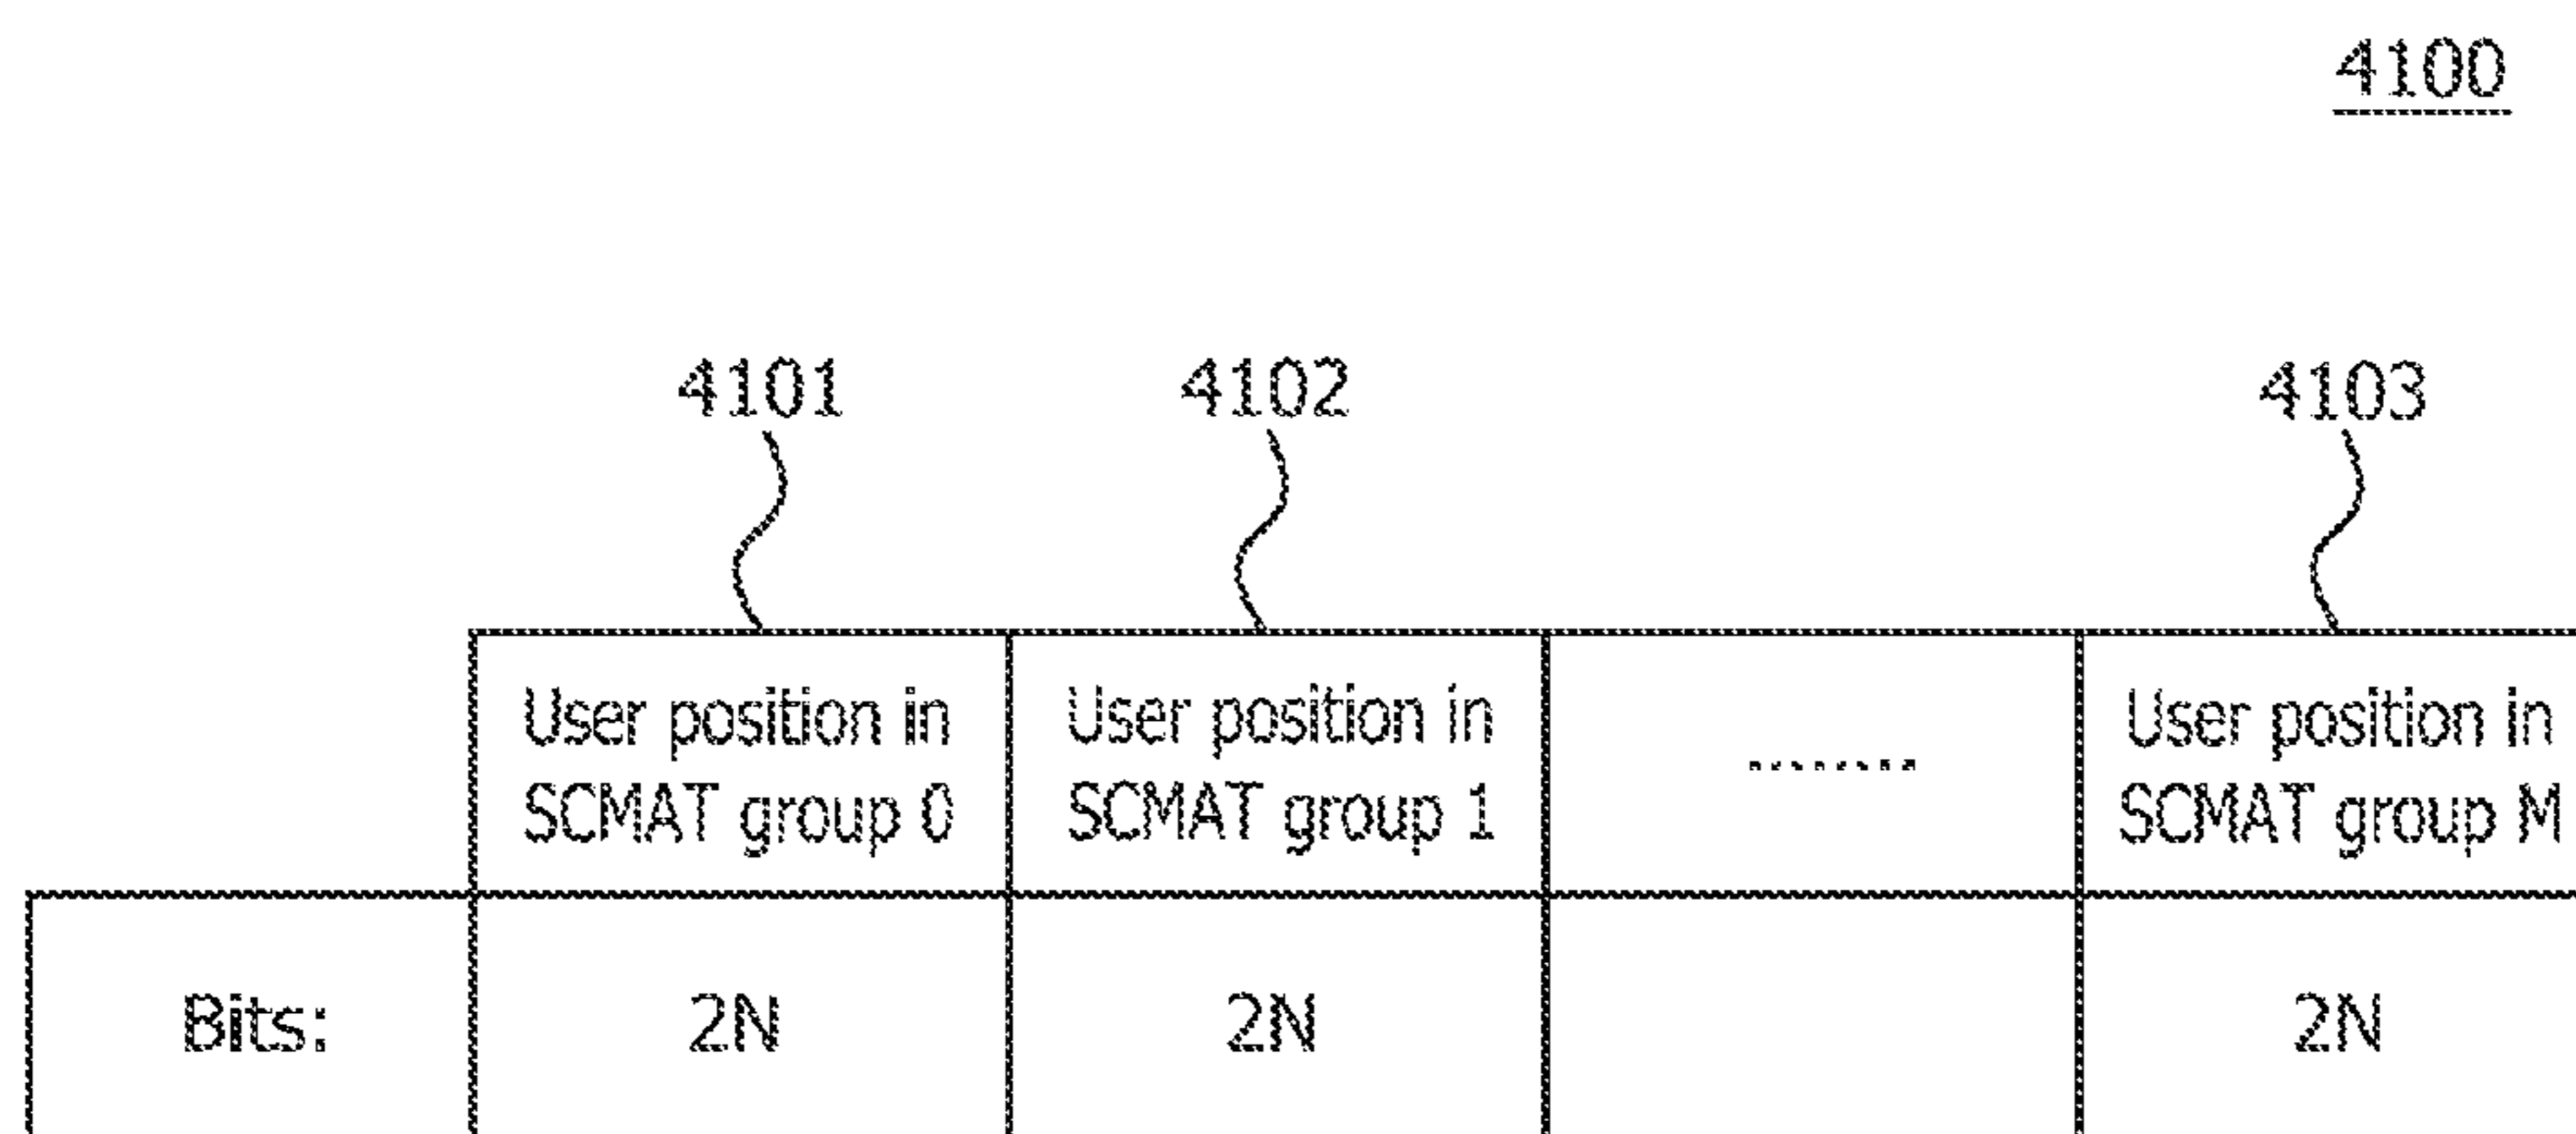 4100
4101 4102 4103
User position in User position in ........ User position in
SCMAT group 0 SCMAT group 1 SCMAT group M
Bits: 2N 2N 2N